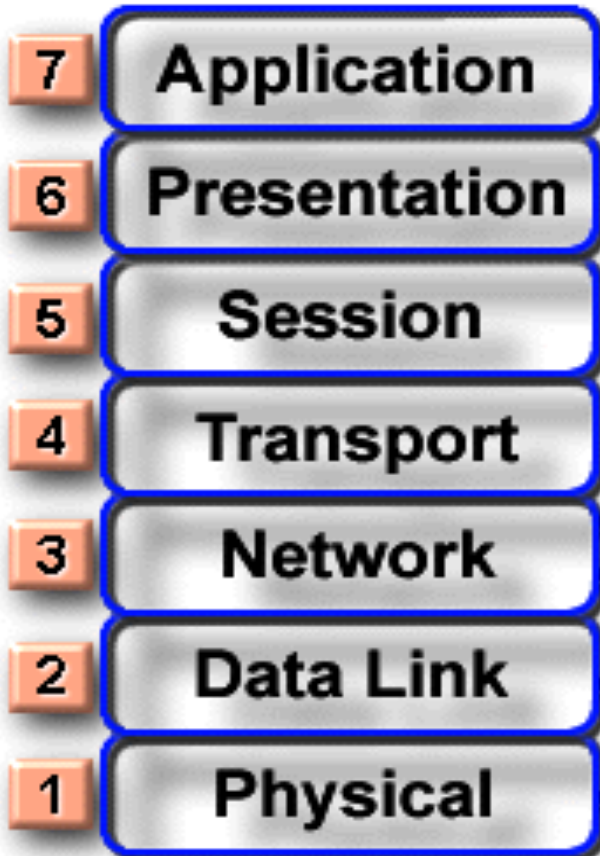 7 Application
6 Presentation
5 Session
4 Transport
3 Network
2 Data Link
1 Physical